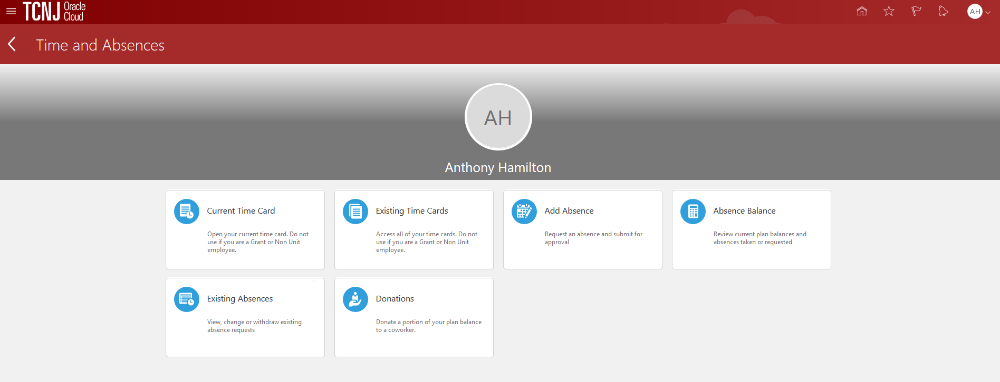 TCNJ Oracle
Cloud
AH
Time and Absences
AH
Anthony Hamilton
Current Time Card
Open your current time card. Do not
use if you are a Grant or Non Unit
employee.
Existing Time Cards
Access all of your time cards. Do not
use if you are a Grant or Non Unit
employee.
Add Absence
Request an absence and submit for
approval
Absence Balance
Review current plan balances and
absences taken or requested
Existing Absences
View, change or withdraw existing
absence requests
Donations
Donate a portion of your plan balance
to a coworker.